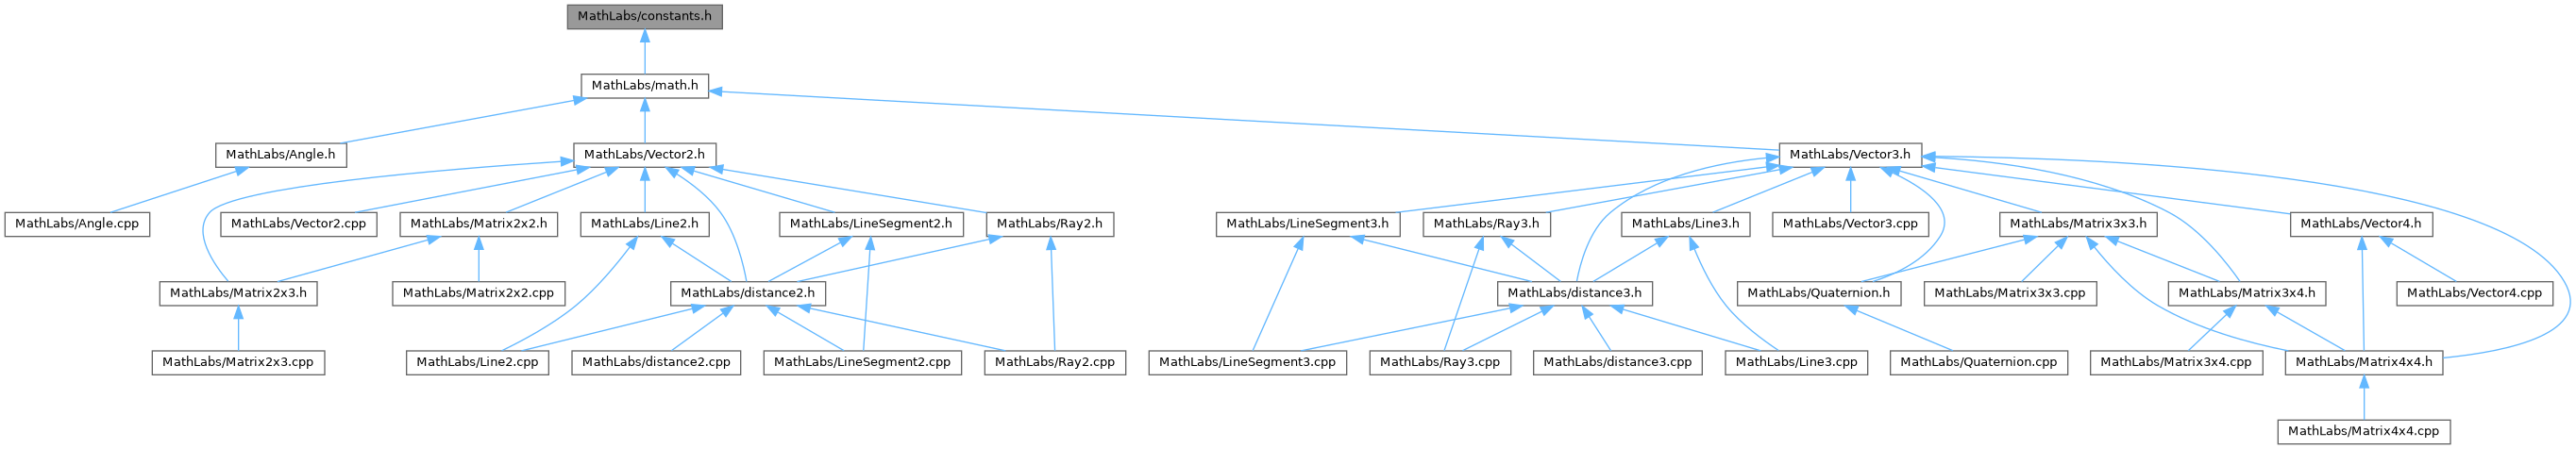 MathLabs/constants.h
MathLabs/math.h
MathLabs/Angle.h
MathLabs/Vector2.h
MathLabs/Vector3.h
MathLabs/Angle.cpp
MathLabs/Vector2.cpp
MathLabs/Matrix2x2.h
MathLabs/Line2.h
MathLabs/LineSegment2.h
MathLabs/Ray2.h
MathLabs/LineSegment3.h
MathLabs/Ray3.h
MathLabs/Line3.h
MathLabs/Vector3.cpp
MathLabs/Matrix3x3.h
MathLabs/Vector4.h
MathLabs/Matrix2x3.h
MathLabs/Matrix2x2.cpp
MathLabs/distance2.h
MathLabs/distance3.h
MathLabs/Quaternion.h
MathLabs/Matrix3x3.cpp
MathLabs/Matrix3x4.h
MathLabs/Vector4.cpp
MathLabs/Matrix2x3.cpp
MathLabs/Line2.cpp
MathLabs/distance2.cpp
MathLabs/LineSegment2.cpp
MathLabs/Ray2.cpp
MathLabs/LineSegment3.cpp
MathLabs/Ray3.cpp
MathLabs/distance3.cpp
MathLabs/Line3.cpp
MathLabs/Quaternion.cpp
MathLabs/Matrix3x4.cpp
MathLabs/Matrix4x4.h
MathLabs/Matrix4x4.cpp